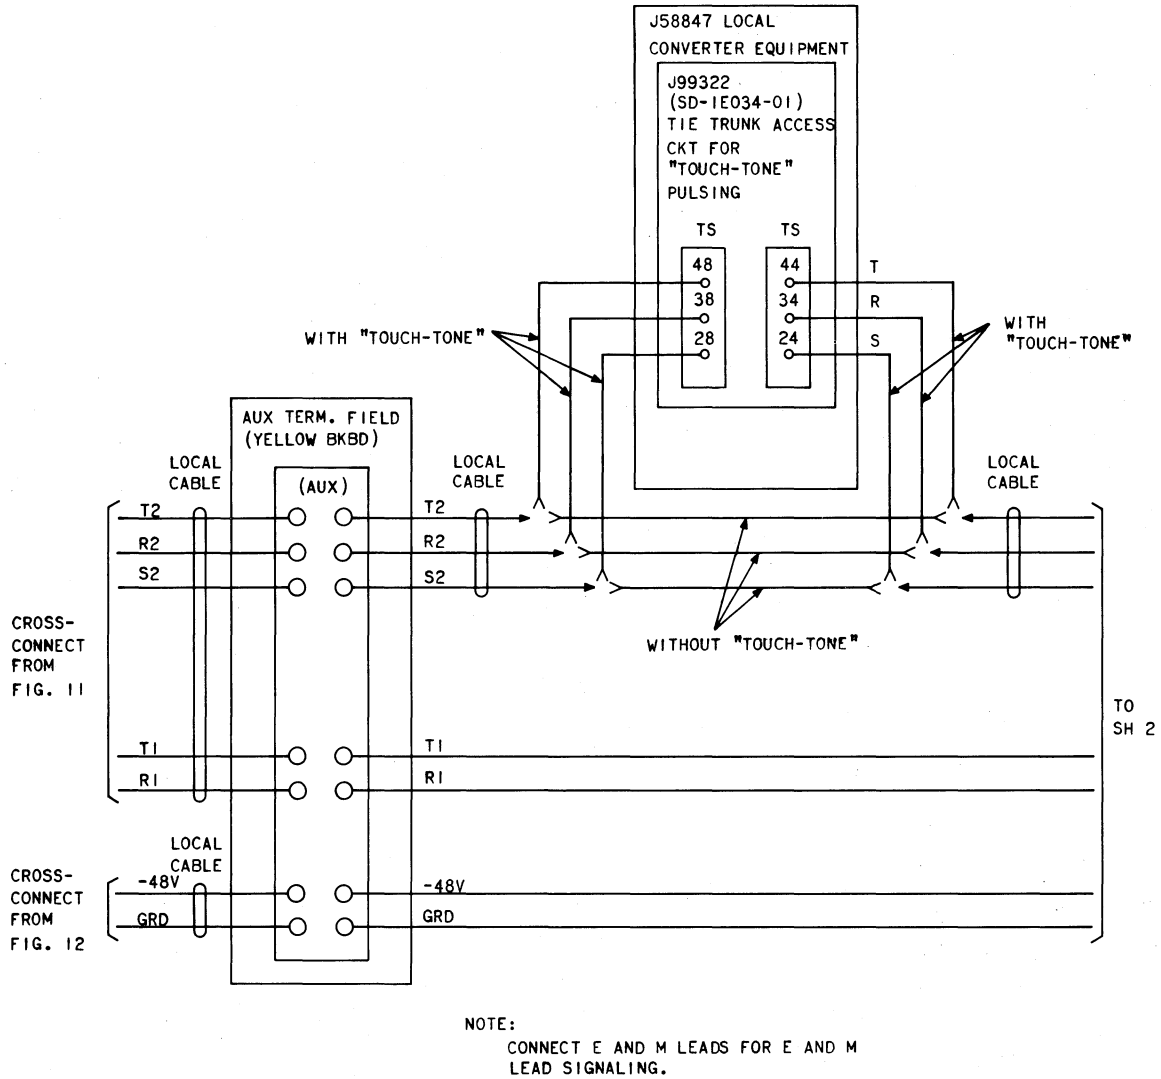 J58847 LOCAL
CONVERTER EQUIPMENT
J99322
(SD-1E034-01)
TIE TRUNK ACCESS
CKT FOR
"TOUCH-TONE"
PULSING
TS TS
48 44 T
38 34 R
28 24 S
WITH "TOUCH-TONE"
WITH
"TOUCH-TONE"
AUX TERM. FIELD
(YELLOW BKBD)
LOCAL
CABLE
(AUX)
LOCAL
CABLE
LOCAL
CABLE
T2 T2
R2 R2
S2 S2
WITHOUT "TOUCH-TONE"
CROSS-
CONNECT
FROM
FIG. 11
TO
SH 2
T1 T1
R1 R1
LOCAL
CABLE
CROSS-
CONNECT
FROM
FIG. 12
-48V -48V
GRD GRD
NOTE:
CONNECT E AND M LEADS FOR E AND M
LEAD SIGNALING.